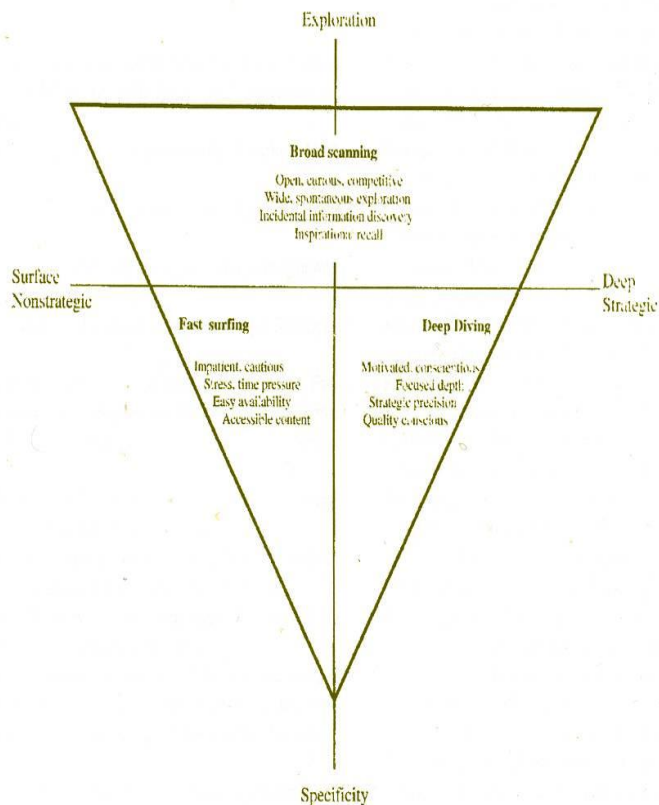 Exploration
Broad scanning
Open, curious, competitive
Wide, spontaneous exploration
Incidental information discovery
Inspirational recall
Surface
Nonstrategic
Deep
Strategic
Fast surfing
Impatient, cautious
Stress, time pressure
Easy availability
Accessible content
Deep Diving
Motivated, conscientious
Focused depth
Strategic precision
Quality conscious
Specificity